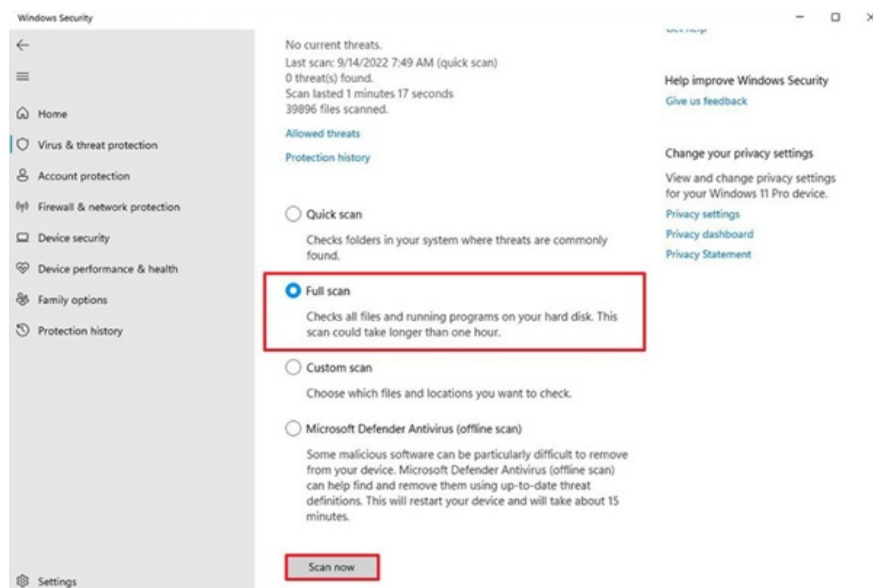 Windows Security
Home
Virus & threat protection
Account protection
Firewall & network protection
Device security
Device performance & health
Family options
Protection history
Settings
No current threats.
Last scan: 9/14/2022 7:49 AM (quick scan)
0 threat(s) found.
Scan lasted 1 minutes 17 seconds
39896 files scanned.
Allowed threats
Protection history
Quick scan
Checks folders in your system where threats are commonly
found.
Full scan
Checks all files and running programs on your hard disk. This
scan could take longer than one hour.
Custom scan
Choose which files and locations you want to check.
Microsoft Defender Antivirus (offline scan)
Some malicious software can be particularly difficult to remove
from your device. Microsoft Defender Antivirus (offline scan)
can help find and remove them using up-to-date threat
definitions. This will restart your device and will take about 15
minutes.
Scan now
Get help
Help improve Windows Security
Give us feedback
Change your privacy settings
View and change privacy settings
for your Windows 11 Pro device.
Privacy settings
Privacy dashboard
Privacy Statement